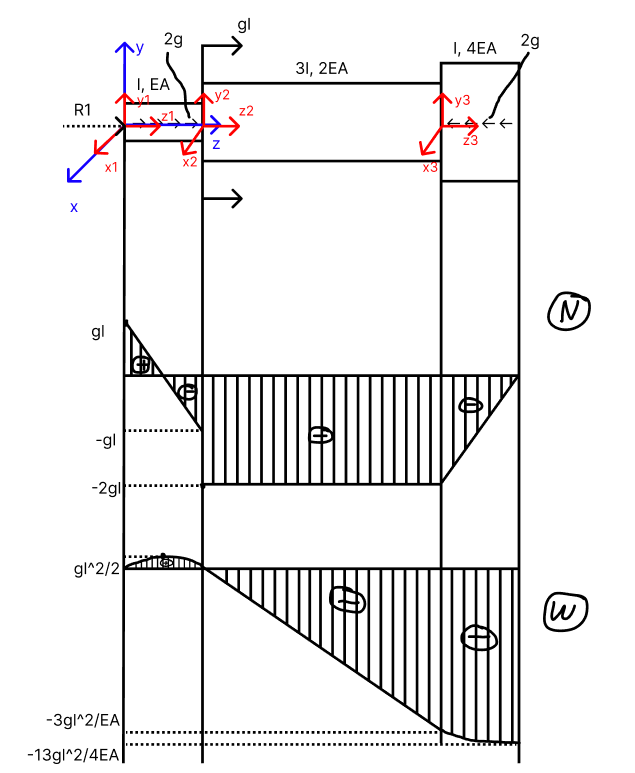 gl
2g
y
l, EA
3l, 2EA
l, 4EA
2g
R1
y1
y2
y3
z1
z2
z
z3
x1
x2
x3
x
N
gl
+
-
-
-
-gl
-2gl
gl^2/2
+
-
-
W
-3gl^2/EA
-13gl^2/4EA